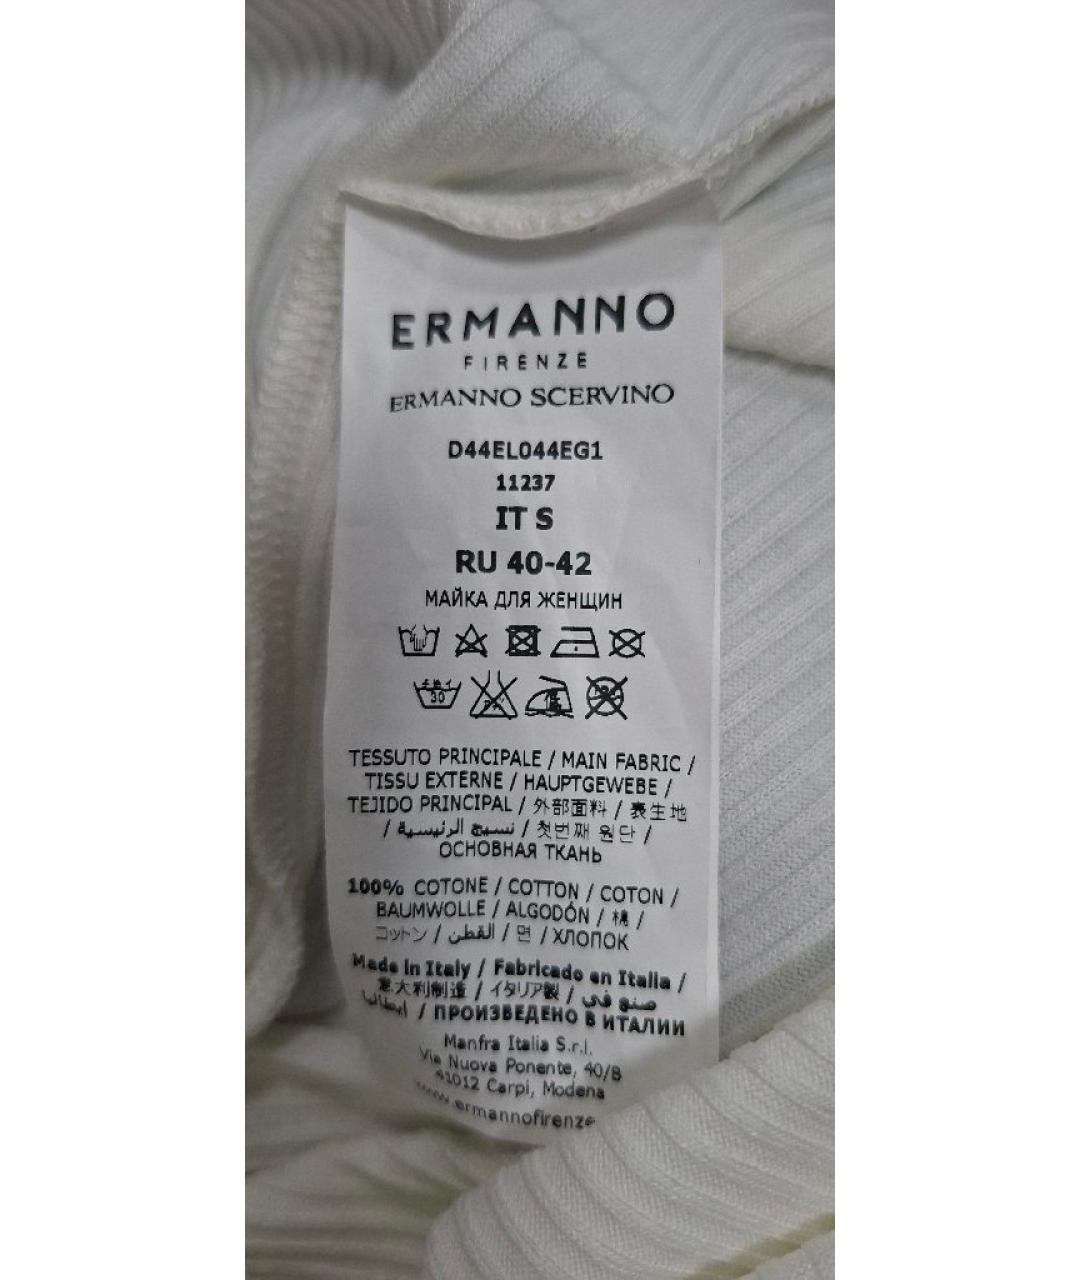 ERMANNO
FIRENZE
ERMANNO SCERVINO
D44EL044EG1
11237
IT S
RU 40-42
МАЙКА ДЛЯ ЖЕНЩИН
30
TESSUTO PRINCIPALE / MAIN FABRIC /
TISSU EXTERNE / HAUPTGEWEBE /
TEJIDO PRINCIPAL / 外部面料 / 表生地
/ نسيج الرئيسية / 첫번째 원단 /
ОСНОВНАЯ ТКАНЬ
100% COTONE / COTTON / COTON /
BAUMWOLLE / ALGODÓN / 棉 /
コットン / القطن / 면 / ХЛОПОК
Made in Italy / Fabricado en Italia /
意大利制造 / イタリア製 / صنع في
إيطاليا / ПРОИЗВЕДЕНО В ИТАЛИИ
Manfra Italia S.r.l.
Via Nuova Ponente, 40/B
41012 Carpi, Modena
www.ermannofirenze